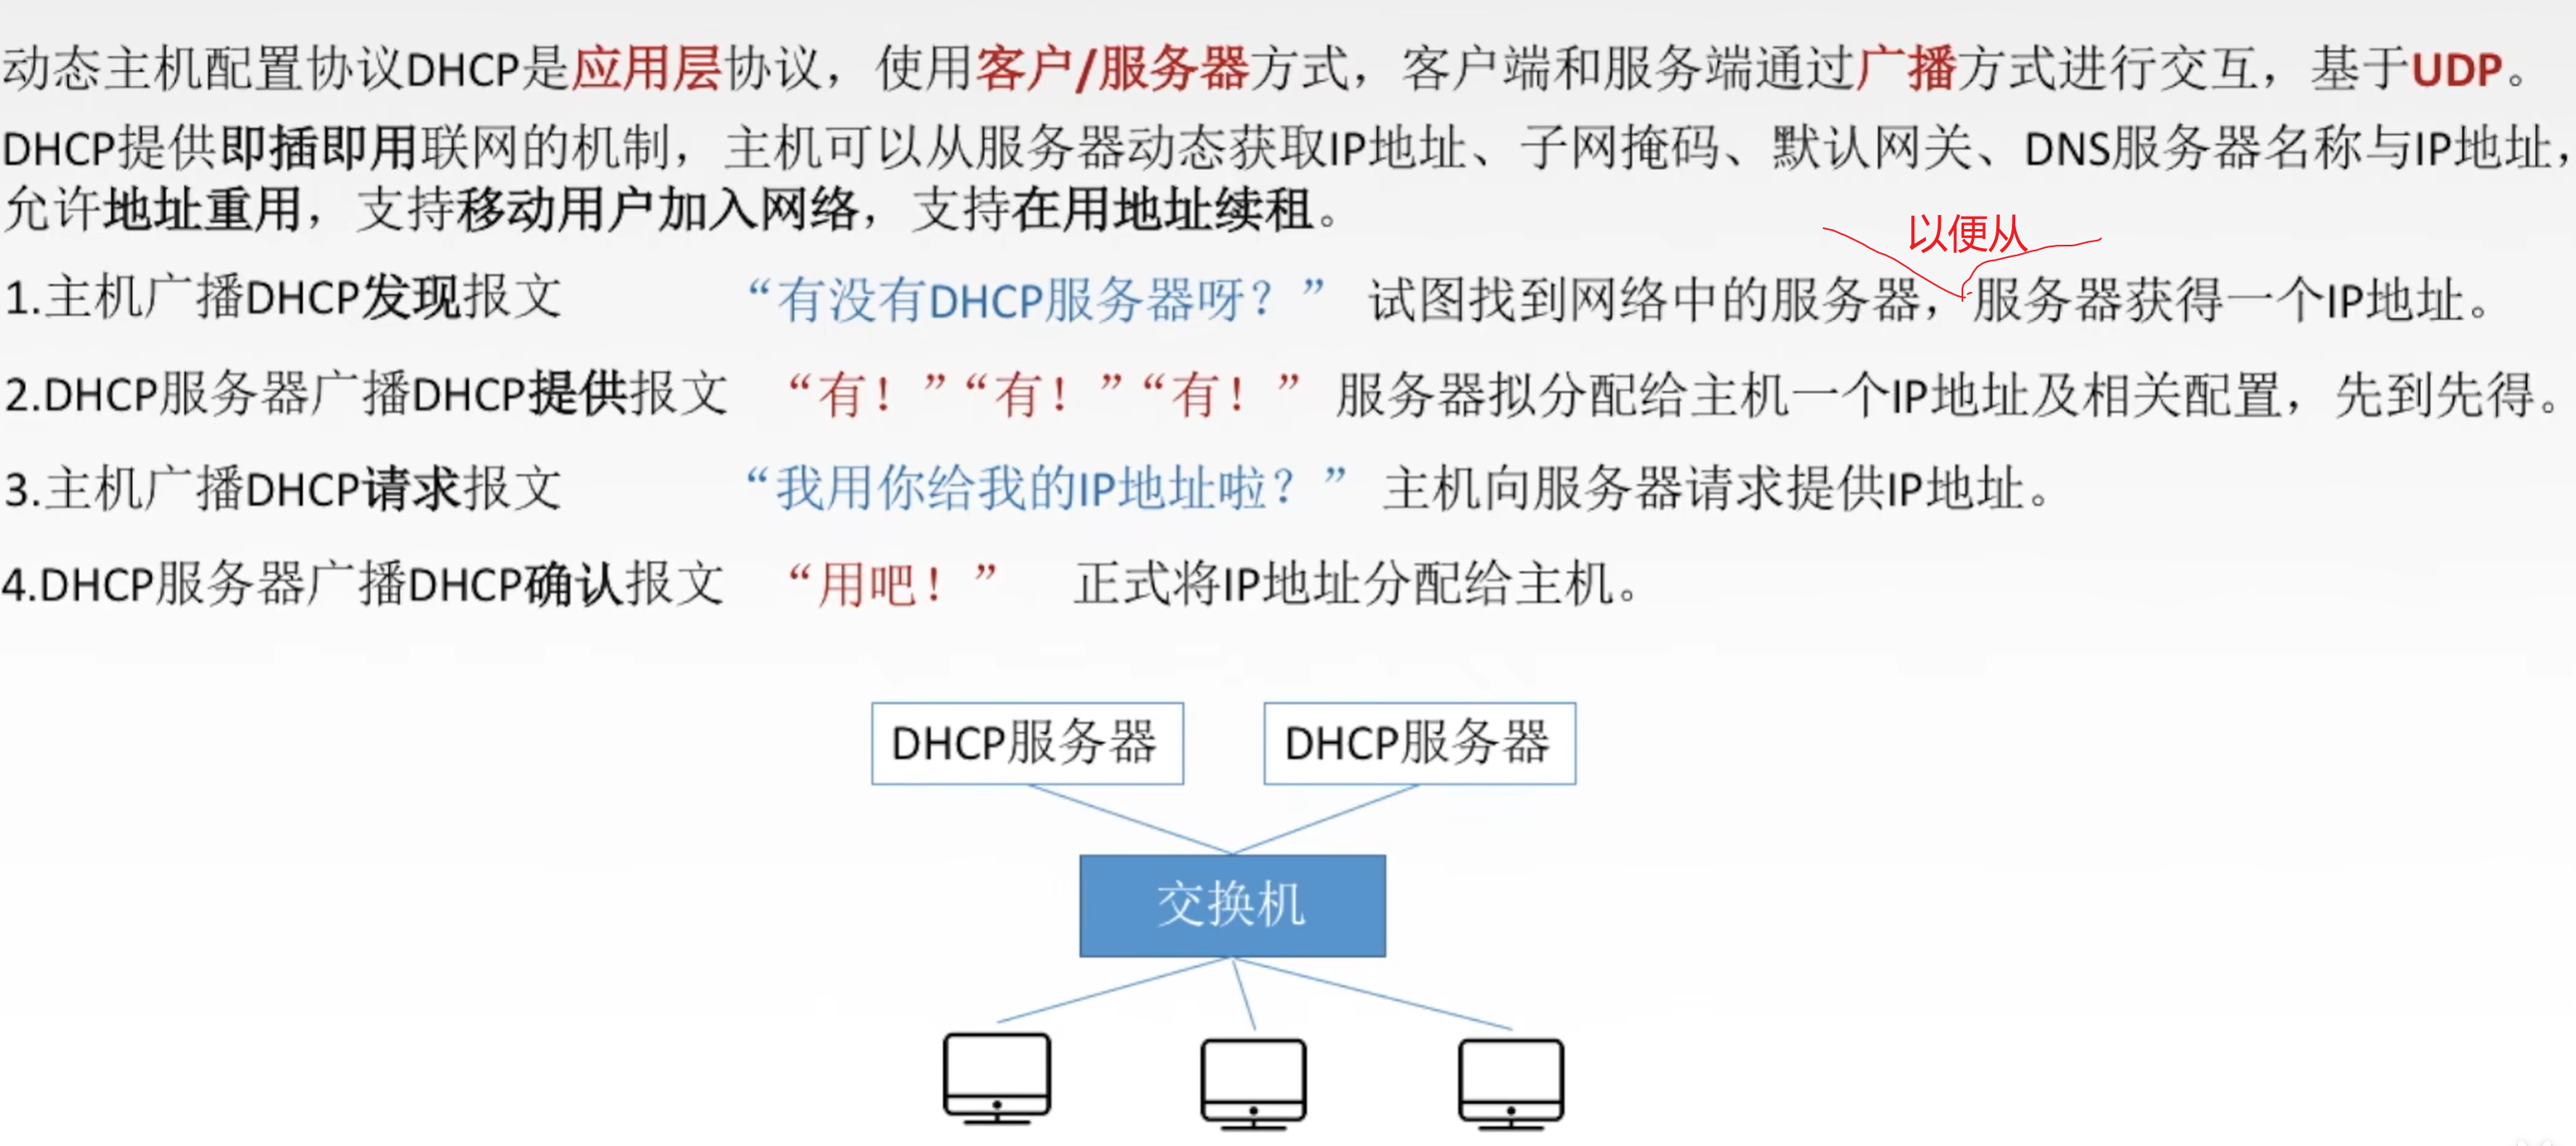 动态主机配置协议DHCP是应用层协议，使用客户/服务器方式，客户端和服务端通过广播方式进行交互，基于UDP。
DHCP提供即插即用联网的机制，主机可以从服务器动态获取IP地址、子网掩码、默认网关、DNS服务器名称与IP地址，
允许地址重用，支持移动用户加入网络，支持在用地址续租。
以便从
1.主机广播DHCP发现报文 “有没有DHCP服务器呀？” 试图找到网络中的服务器，服务器获得一个IP地址。
2.DHCP服务器广播DHCP提供报文 “有！”“有！”“有！” 服务器拟分配给主机一个IP地址及相关配置，先到先得。
3.主机广播DHCP请求报文 “我用你给我的IP地址啦？” 主机向服务器请求提供IP地址。
4.DHCP服务器广播DHCP确认报文 “用吧！” 正式将IP地址分配给主机。
DHCP服务器 DHCP服务器
交换机